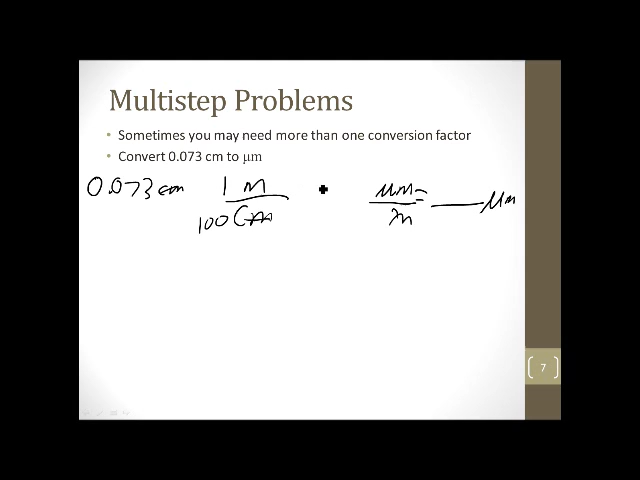 Multistep Problems
• Sometimes you may need more than one conversion factor
• Convert 0.073 cm to μm
0.073 cm 1 m μm = ___ μm
100 cm m
7